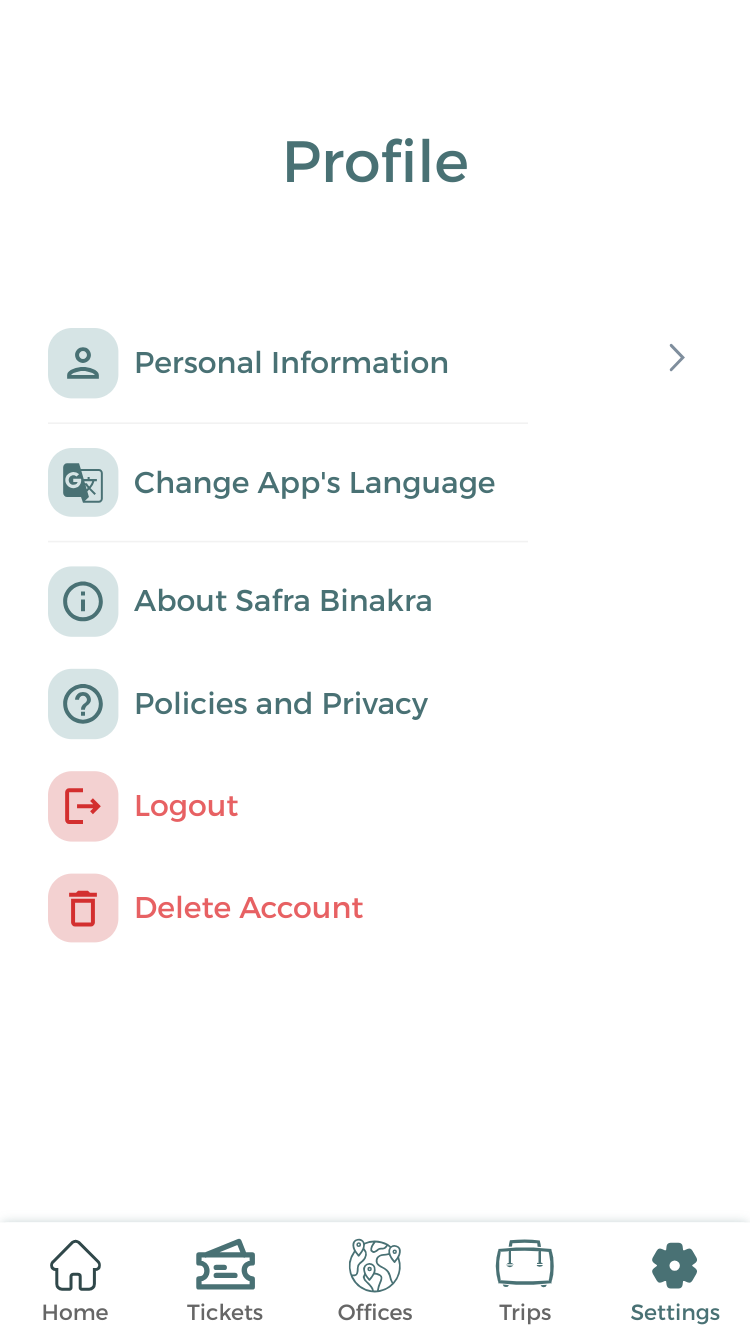 Profile
Personal Information
Change App's Language
About Safra Binakra
Policies and Privacy
Logout
Delete Account
Home Tickets Offices Trips Settings